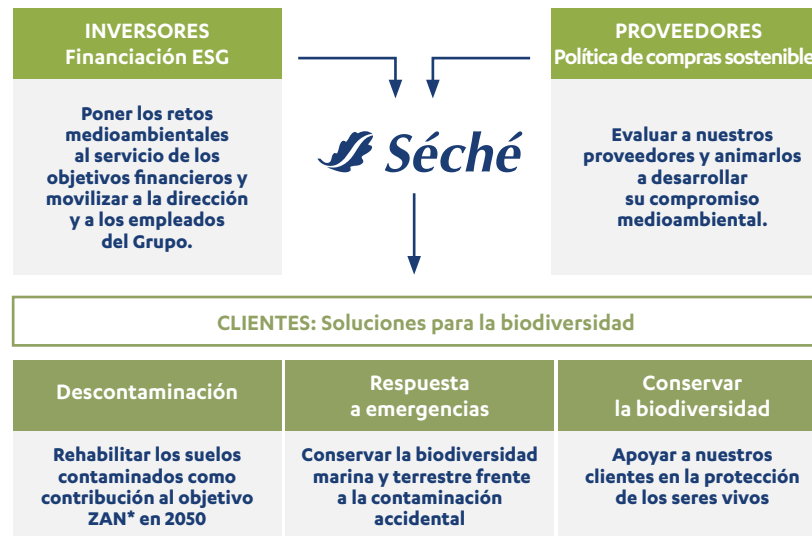 INVERSORES
Financiación ESG
Poner los retos
medioambientales
al servicio de los
objetivos financieros y
movilizar a la dirección
y a los empleados
del Grupo.
Séché
PROVEEDORES
Política de compras sostenible
Evaluar a nuestros
proveedores y animarlos
a desarrollar
su compromiso
medioambiental.
CLIENTES: Soluciones para la biodiversidad
Descontaminación
Rehabilitar los suelos
contaminados como
contribución al objetivo
ZAN* en 2050
Respuesta
a emergencias
Conservar la biodiversidad
marina y terrestre frente
a la contaminación
accidental
Conservar
la biodiversidad
Apoyar a nuestros
clientes en la protección
de los seres vivos